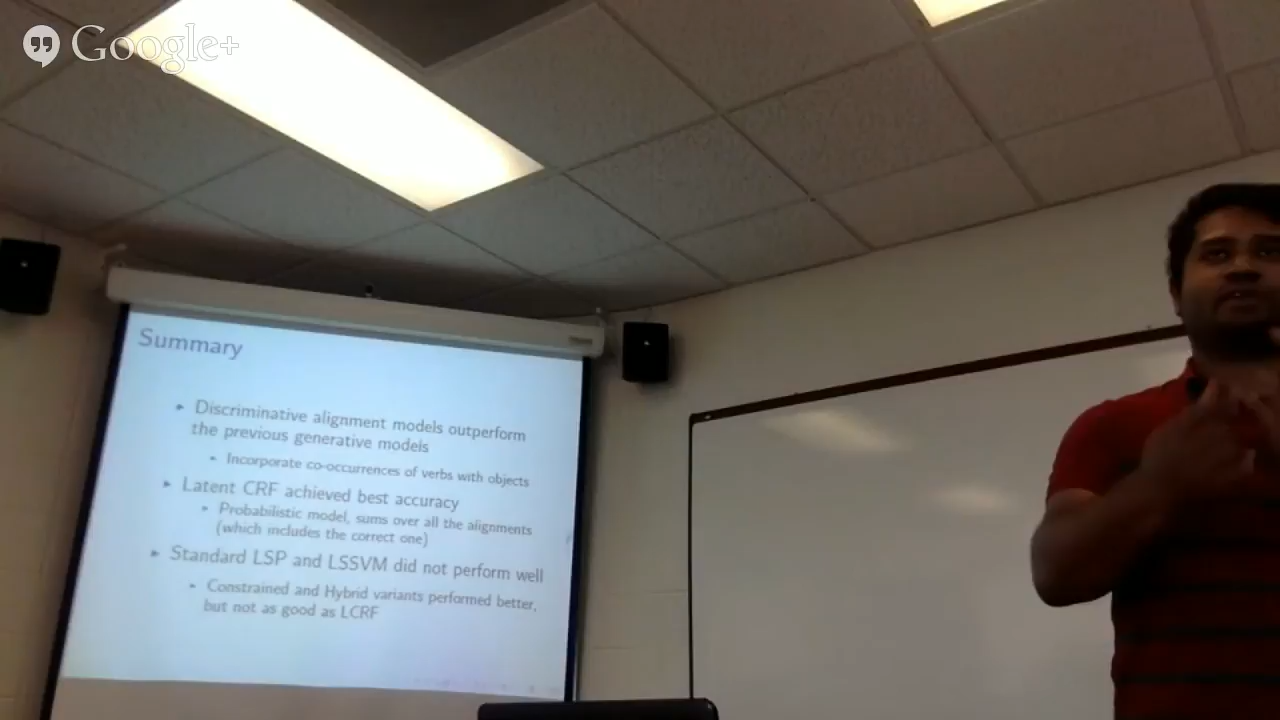 Google+
Summary
Discriminative alignment models outperform
the previous generative models
Incorporate co-occurrences of verbs with objects
Latent CRF achieved best accuracy
Probabilistic model, sums over all the alignments
(which includes the correct one)
Standard LSP and LSSVM did not perform well
Constrained and Hybrid variants performed better,
but not as good as LCRF